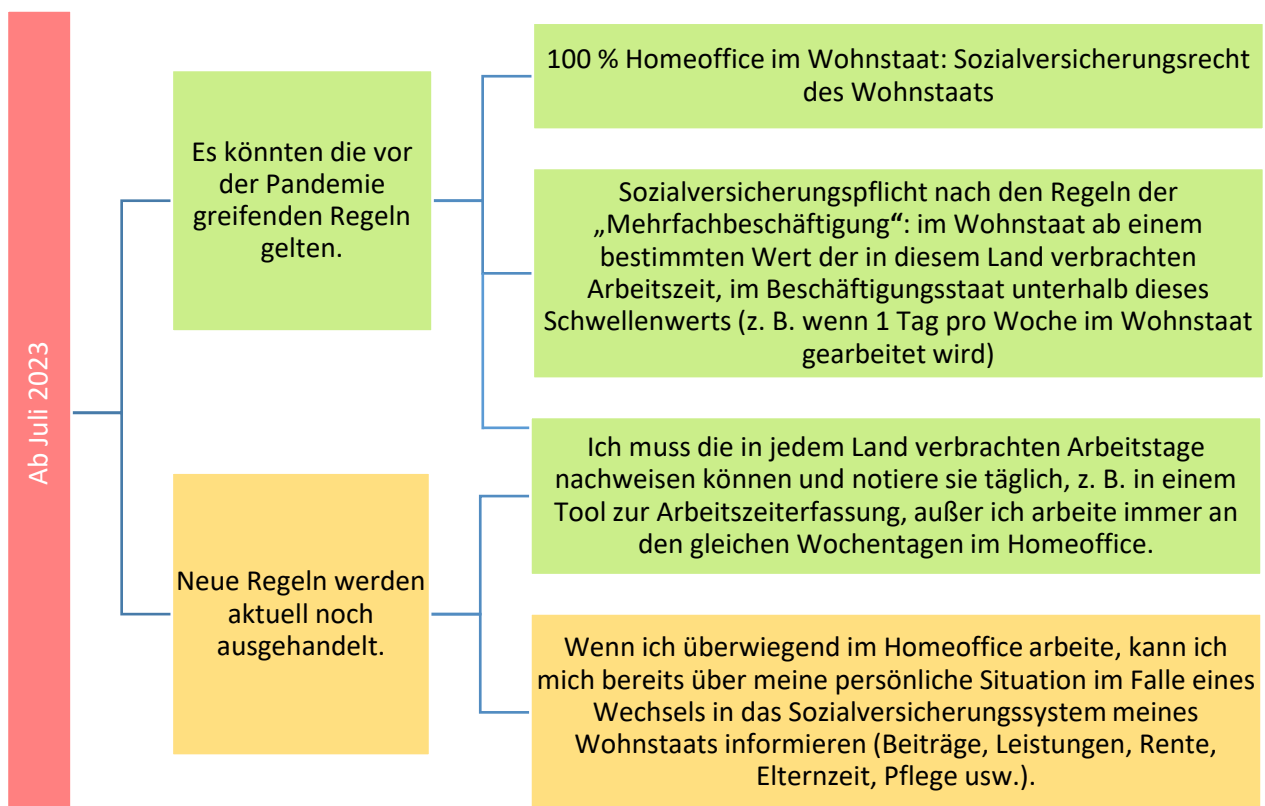 Ab Juli 2023
Es könnten die vor
der Pandemie
greifenden Regeln
gelten.
100 % Homeoffice im Wohnstaat: Sozialversicherungsrecht
des Wohnstaats
Sozialversicherungspflicht nach den Regeln der
„Mehrfachbeschäftigung“: im Wohnstaat ab einem
bestimmten Wert der in diesem Land verbrachten
Arbeitszeit, im Beschäftigungsstaat unterhalb dieses
Schwellenwerts (z. B. wenn 1 Tag pro Woche im Wohnstaat
gearbeitet wird)
Ich muss die in jedem Land verbrachten Arbeitstage
nachweisen können und notiere sie täglich, z. B. in einem
Tool zur Arbeitszeiterfassung, außer ich arbeite immer an
den gleichen Wochentagen im Homeoffice.
Neue Regeln werden
aktuell noch
ausgehandelt.
Wenn ich überwiegend im Homeoffice arbeite, kann ich
mich bereits über meine persönliche Situation im Falle eines
Wechsels in das Sozialversicherungssystem meines
Wohnstaats informieren (Beiträge, Leistungen, Rente,
Elternzeit, Pflege usw.).